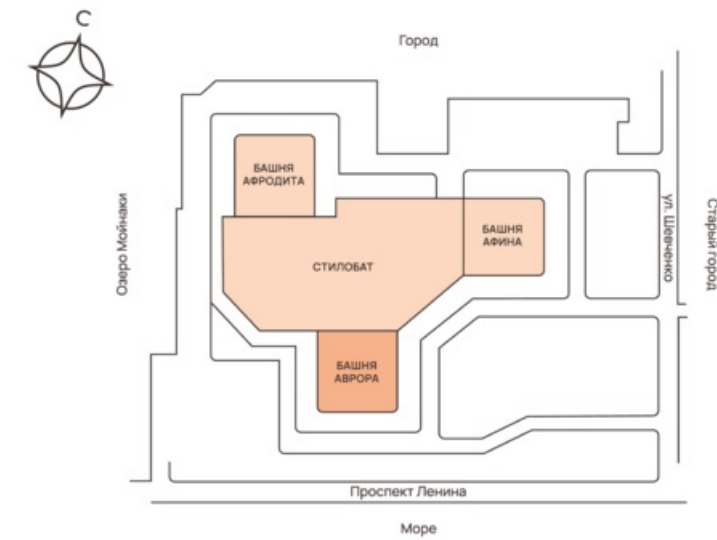 С
Город
БАШНЯ
АФРОДИТА
Озеро Мойнаки
БАШНЯ
АФИНА
ул. Шевченко
Старый город
СТИЛОБАТ
БАШНЯ
АВРОРА
Проспект Ленина
Море